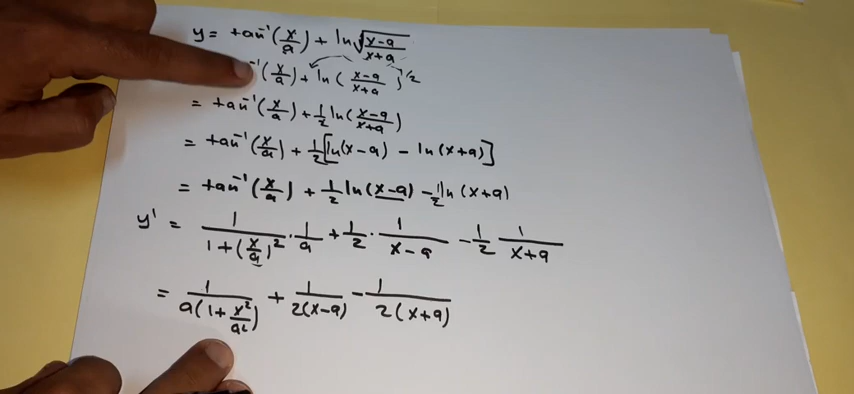 y = tan⁻¹(x/a) + ln√((x-a)/(x+a))
⁻¹(x/a) + ln((x-a)/(x+a))^1/2
= tan⁻¹(x/a) + 1/2 ln((x-a)/(x+a))
= tan⁻¹(x/a) + 1/2[ln(x-a) - ln(x+a)]
= tan⁻¹(x/a) + 1/2 ln(x-a) - 1/2 ln(x+a)
y' = 1/(1+(x/a)²) · 1/a + 1/2 · 1/(x-a) - 1/2 1/(x+a)
= 1/(a(1+x²/a²)) + 1/(2(x-a)) - 1/(2(x+a))